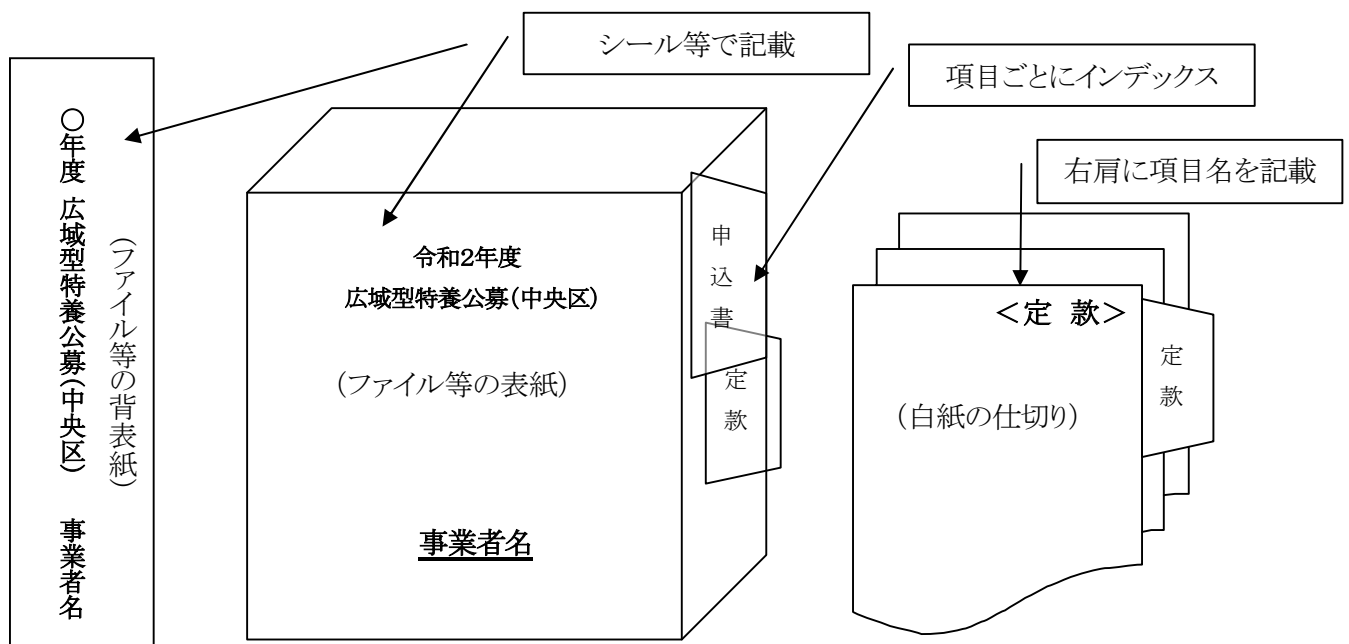 シール等で記載
項目ごとにインデックス
右肩に項目名を記載
○年度 広域型特養公募(中央区) 事業者名
(ファイル等の背表紙)
令和2年度
広域型特養公募(中央区)
(ファイル等の表紙)
事業者名
申込書
定款
<定 款>
(白紙の仕切り)
定款